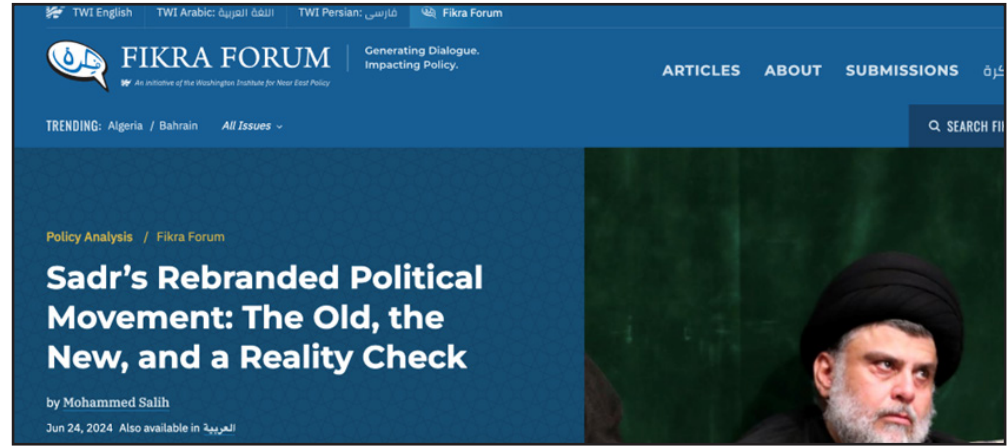 TWI English TWI Arabic: اللغة العربية TWI Persian: فارسی Fikra Forum
فكرة
FIKRA FORUM
An initiative of the Washington Institute for Near East Policy
Generating Dialogue.
Impacting Policy.
ARTICLES ABOUT SUBMISSIONS
TRENDING: Algeria / Bahrain All Issues
SEARCH FI
Policy Analysis / Fikra Forum
Sadr's Rebranded Political
Movement: The Old, the
New, and a Reality Check
by Mohammed Salih
Jun 24, 2024 Also available in العربية